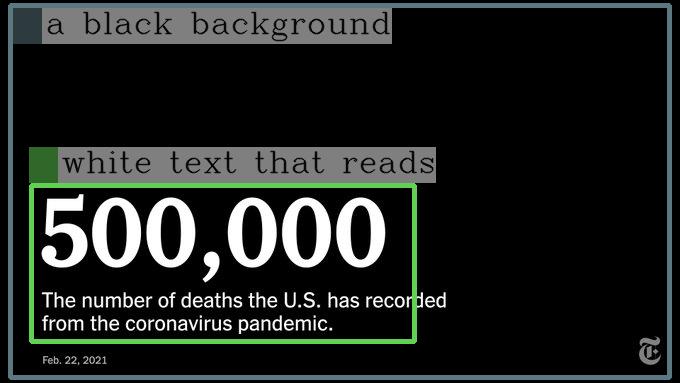 a black background
white text that reads
500,000
The number of deaths the U.S. has recorded
from the coronavirus pandemic.
Feb. 22, 2021
T